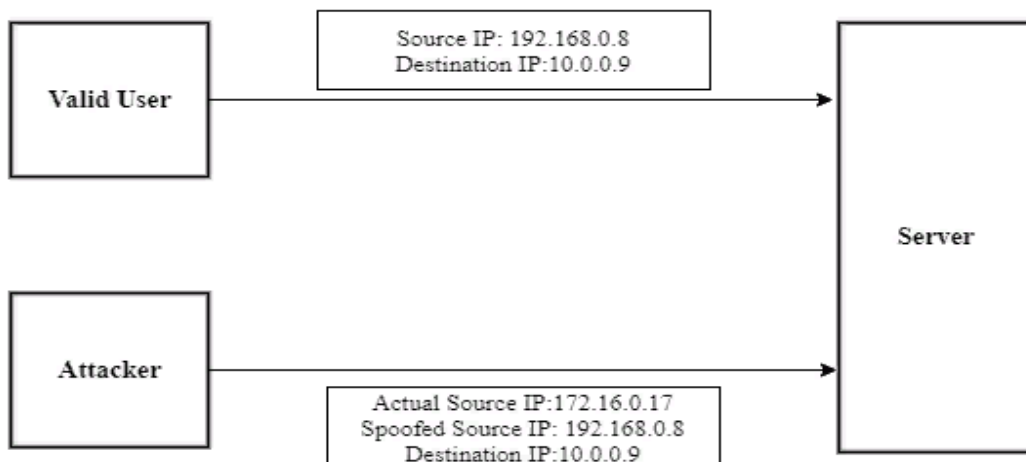 Source IP: 192.168.0.8
Destination IP:10.0.0.9
Valid User
Server
Attacker
Actual Source IP:172.16.0.17
Spoofed Source IP: 192.168.0.8
Destination IP:10.0.0.9